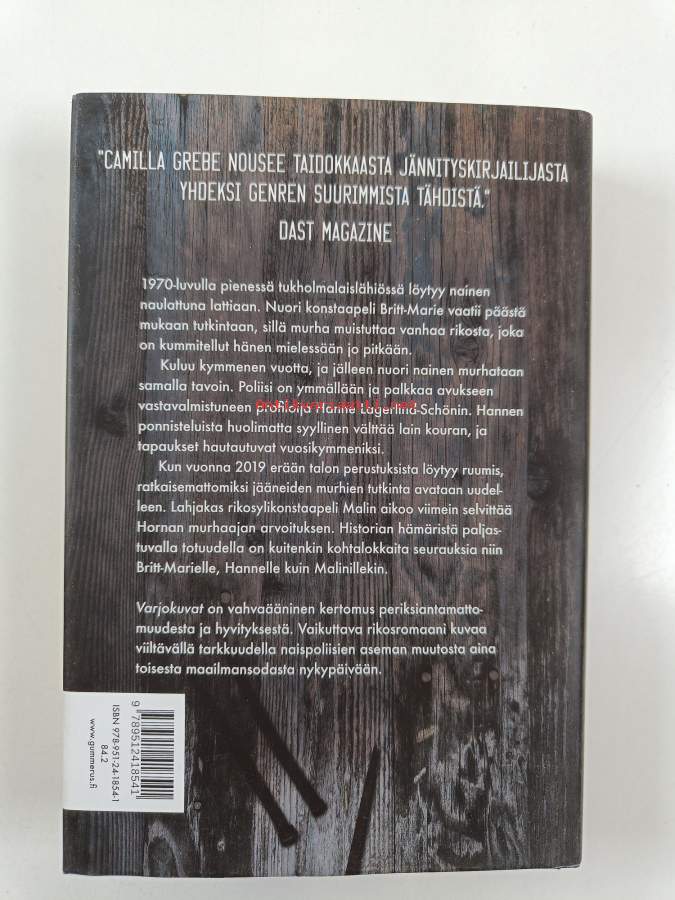 "CAMILLA GREBE NOUSEE TAIDOKKAASTA JÄNNITYSKIRJAILIJASTA
YHDEKSI GENREN SUURIMMISTA TÄHDISTÄ."
DAST MAGAZINE
1970-luvulla pienessä tukholmalaislähiössä löytyy nainen
naulattuna lattiaan. Nuori konstaapeli Britt-Marie vaatii päästä
mukaan tutkintaan, sillä murha muistuttaa vanhaa rikosta, joka
on kummitellut hänen mielessään jo pitkään.
Kuluu kymmenen vuotta, ja jälleen nuori nainen murhataan
samalla tavoin. Poliisi on ymmällään ja palkkaa avukseen
vastavalmistuneen Hanne Lagerlind-Schönin. Hannen
ponnisteluista huolimatta syyllinen välttää lain kouran, ja
tapaukset hautautuvat vuosikymmeniksi.
Kun vuonna 2019 erään talon perustuksista löytyy ruumis,
ratkaisemattomiksi jääneiden murhien tutkinta avataan uudel-
leen. Lahjakas rikosylikonstaapeli Malin aikoo viimein selvittää
Hornan murhaajan arvoituksen. Historian hämäristä paljas-
tuvalla totuudella on kuitenkin kohtalokkaita seurauksia niin
Britt-Marielle, Hannelle kuin Malinillekin.
Varjokuvat on vahvaääninen kertomus periksiantamatto-
muudesta ja hyvityksestä. Vaikuttava rikosromaani kuvaa
viiltävällä tarkkuudella naispoliisien aseman muutosta aina
toisesta maailmansodasta nykypäivään.
9 789512 418541
ISBN 978-951-24-1854-1
84.2
www.gummerus.fi